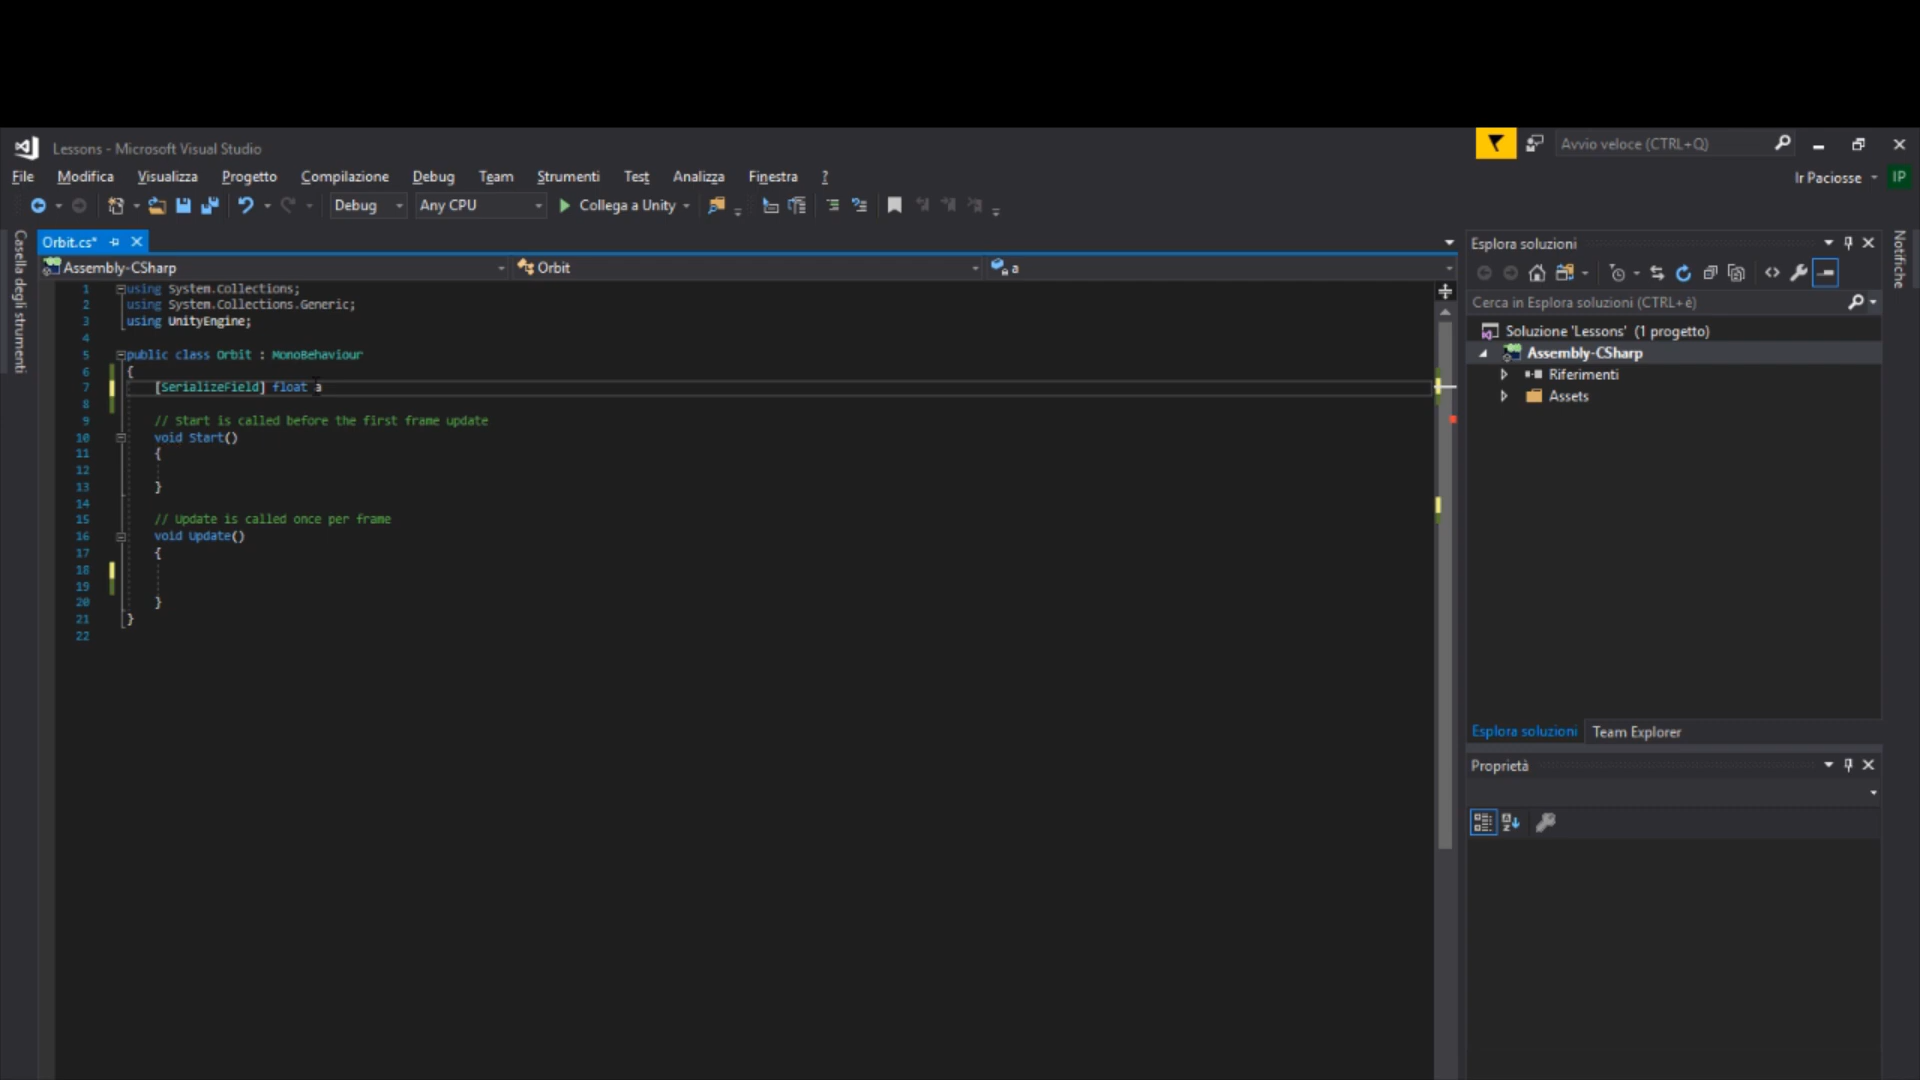 Lessons - Microsoft Visual Studio
Avvio veloce (CTRL+Q)
File Modifica Visualizza Progetto Compilazione Debug Team Strumenti Test Analizza Finestra ?
Ir Paciosse IP
Debug Any CPU Collega a Unity
Casella degli strumenti
Orbit.cs*
Assembly-CSharp Orbit a
1 using System.Collections;
2 using System.Collections.Generic;
3 using UnityEngine;
4
5 public class Orbit : MonoBehaviour
6 {
7 [SerializeField] float a
8
9 // Start is called before the first frame update
10 void Start()
11 {
12
13 }
14
15 // Update is called once per frame
16 void Update()
17 {
18
19
20 }
21 }
22
Esplora soluzioni
Cerca in Esplora soluzioni (CTRL+è)
Soluzione 'Lessons' (1 progetto)
Assembly-CSharp
Riferimenti
Assets
Esplora soluzioni Team Explorer
Proprietà
Notifiche